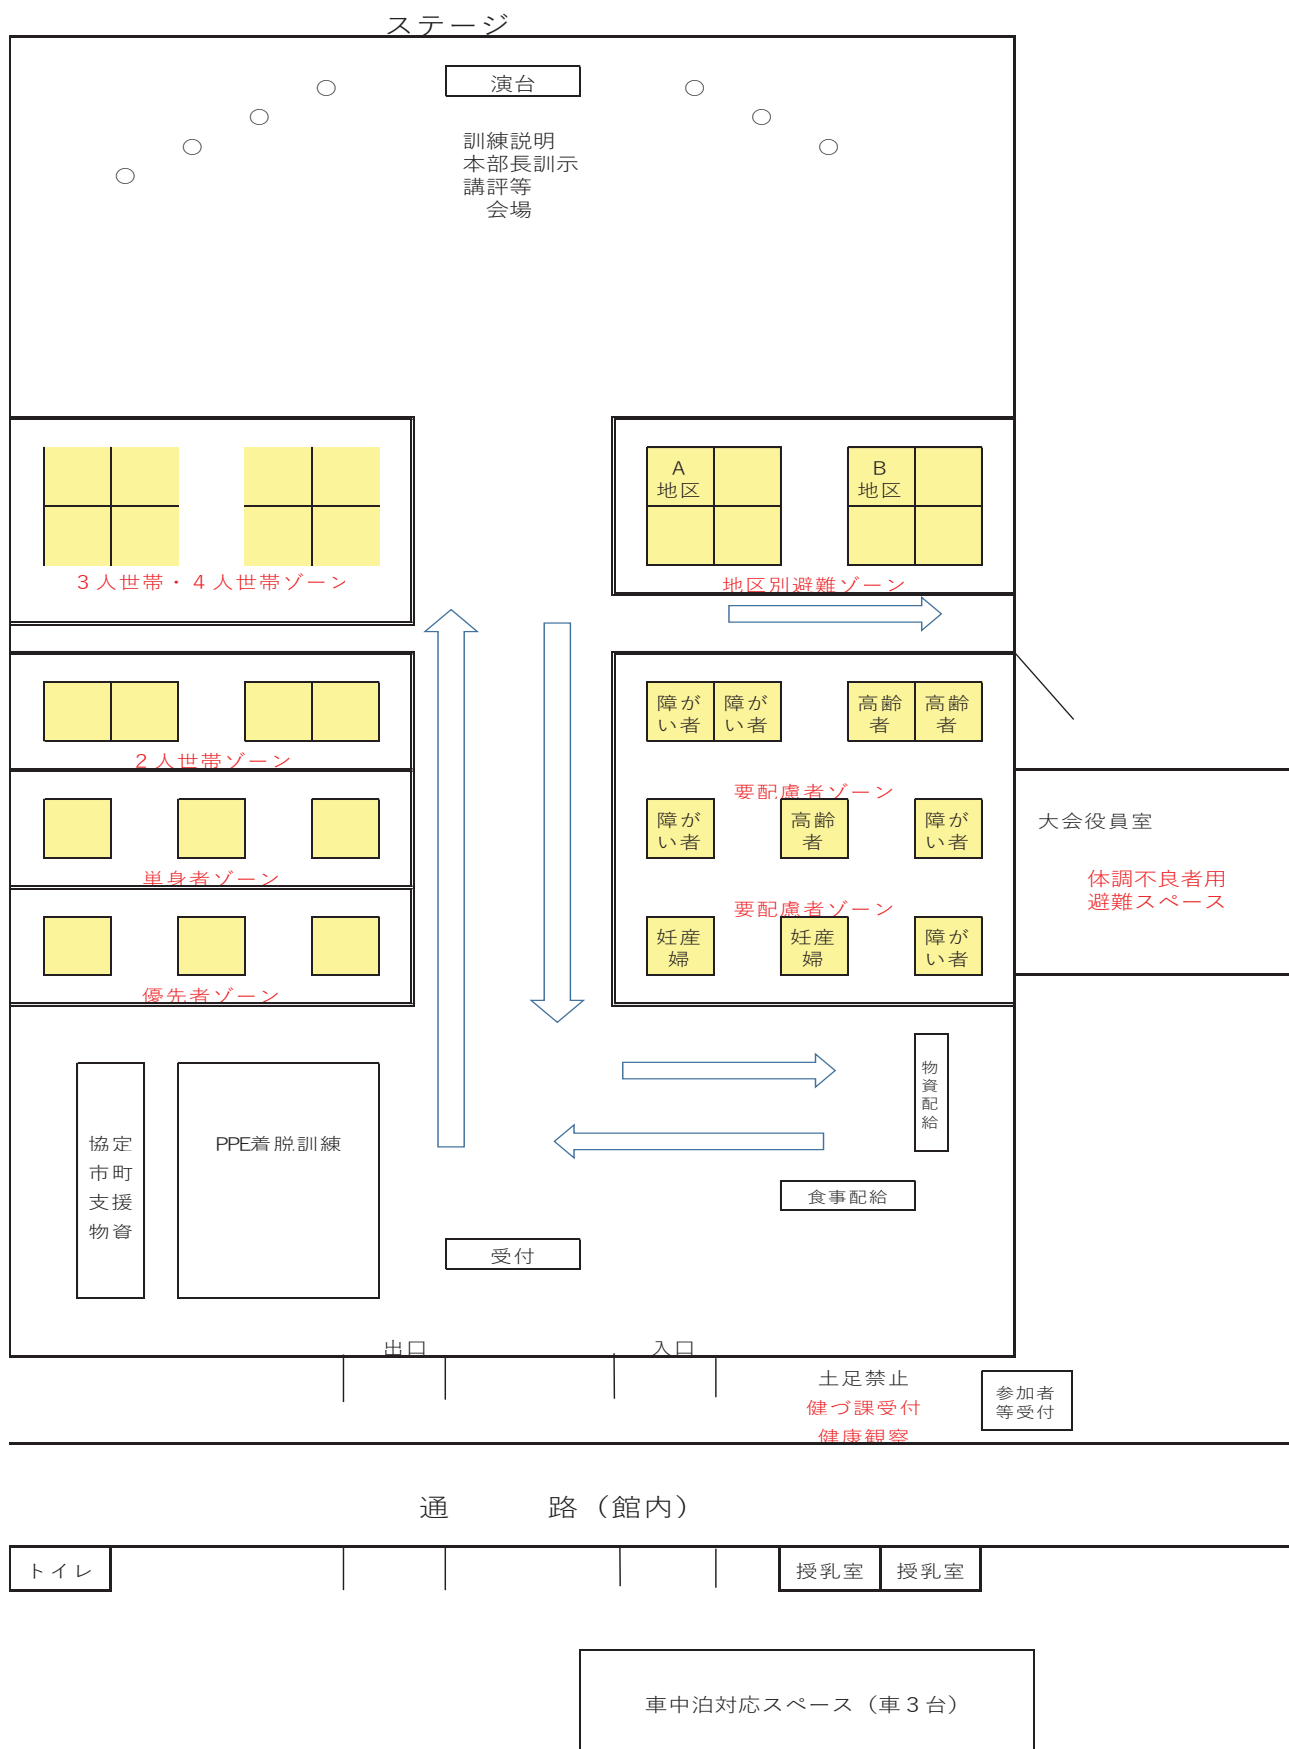 ステージ
演台
訓練説明
本部長訓示
講評等
会場
A
地区
B
地区
３人世帯・４人世帯ゾーン
地区別避難ゾーン
障が
い者
障が
い者
高齢
者
高齢
者
２人世帯ゾーン
要配慮者ゾーン
障が
い者
高齢
者
障が
い者
大会役員室
単身者ゾーン
体調不良者用
避難スペース
要配慮者ゾーン
妊産
婦
妊産
婦
障が
い者
優先者ゾーン
物
資
配
給
協定
市町
支援
物資
PPE着脱訓練
食事配給
受付
出口
入口
土足禁止
健づ課受付
健康観察
参加者
等受付
通　　　路（館内）
トイレ
授乳室
授乳室
車中泊対応スペース（車３台）